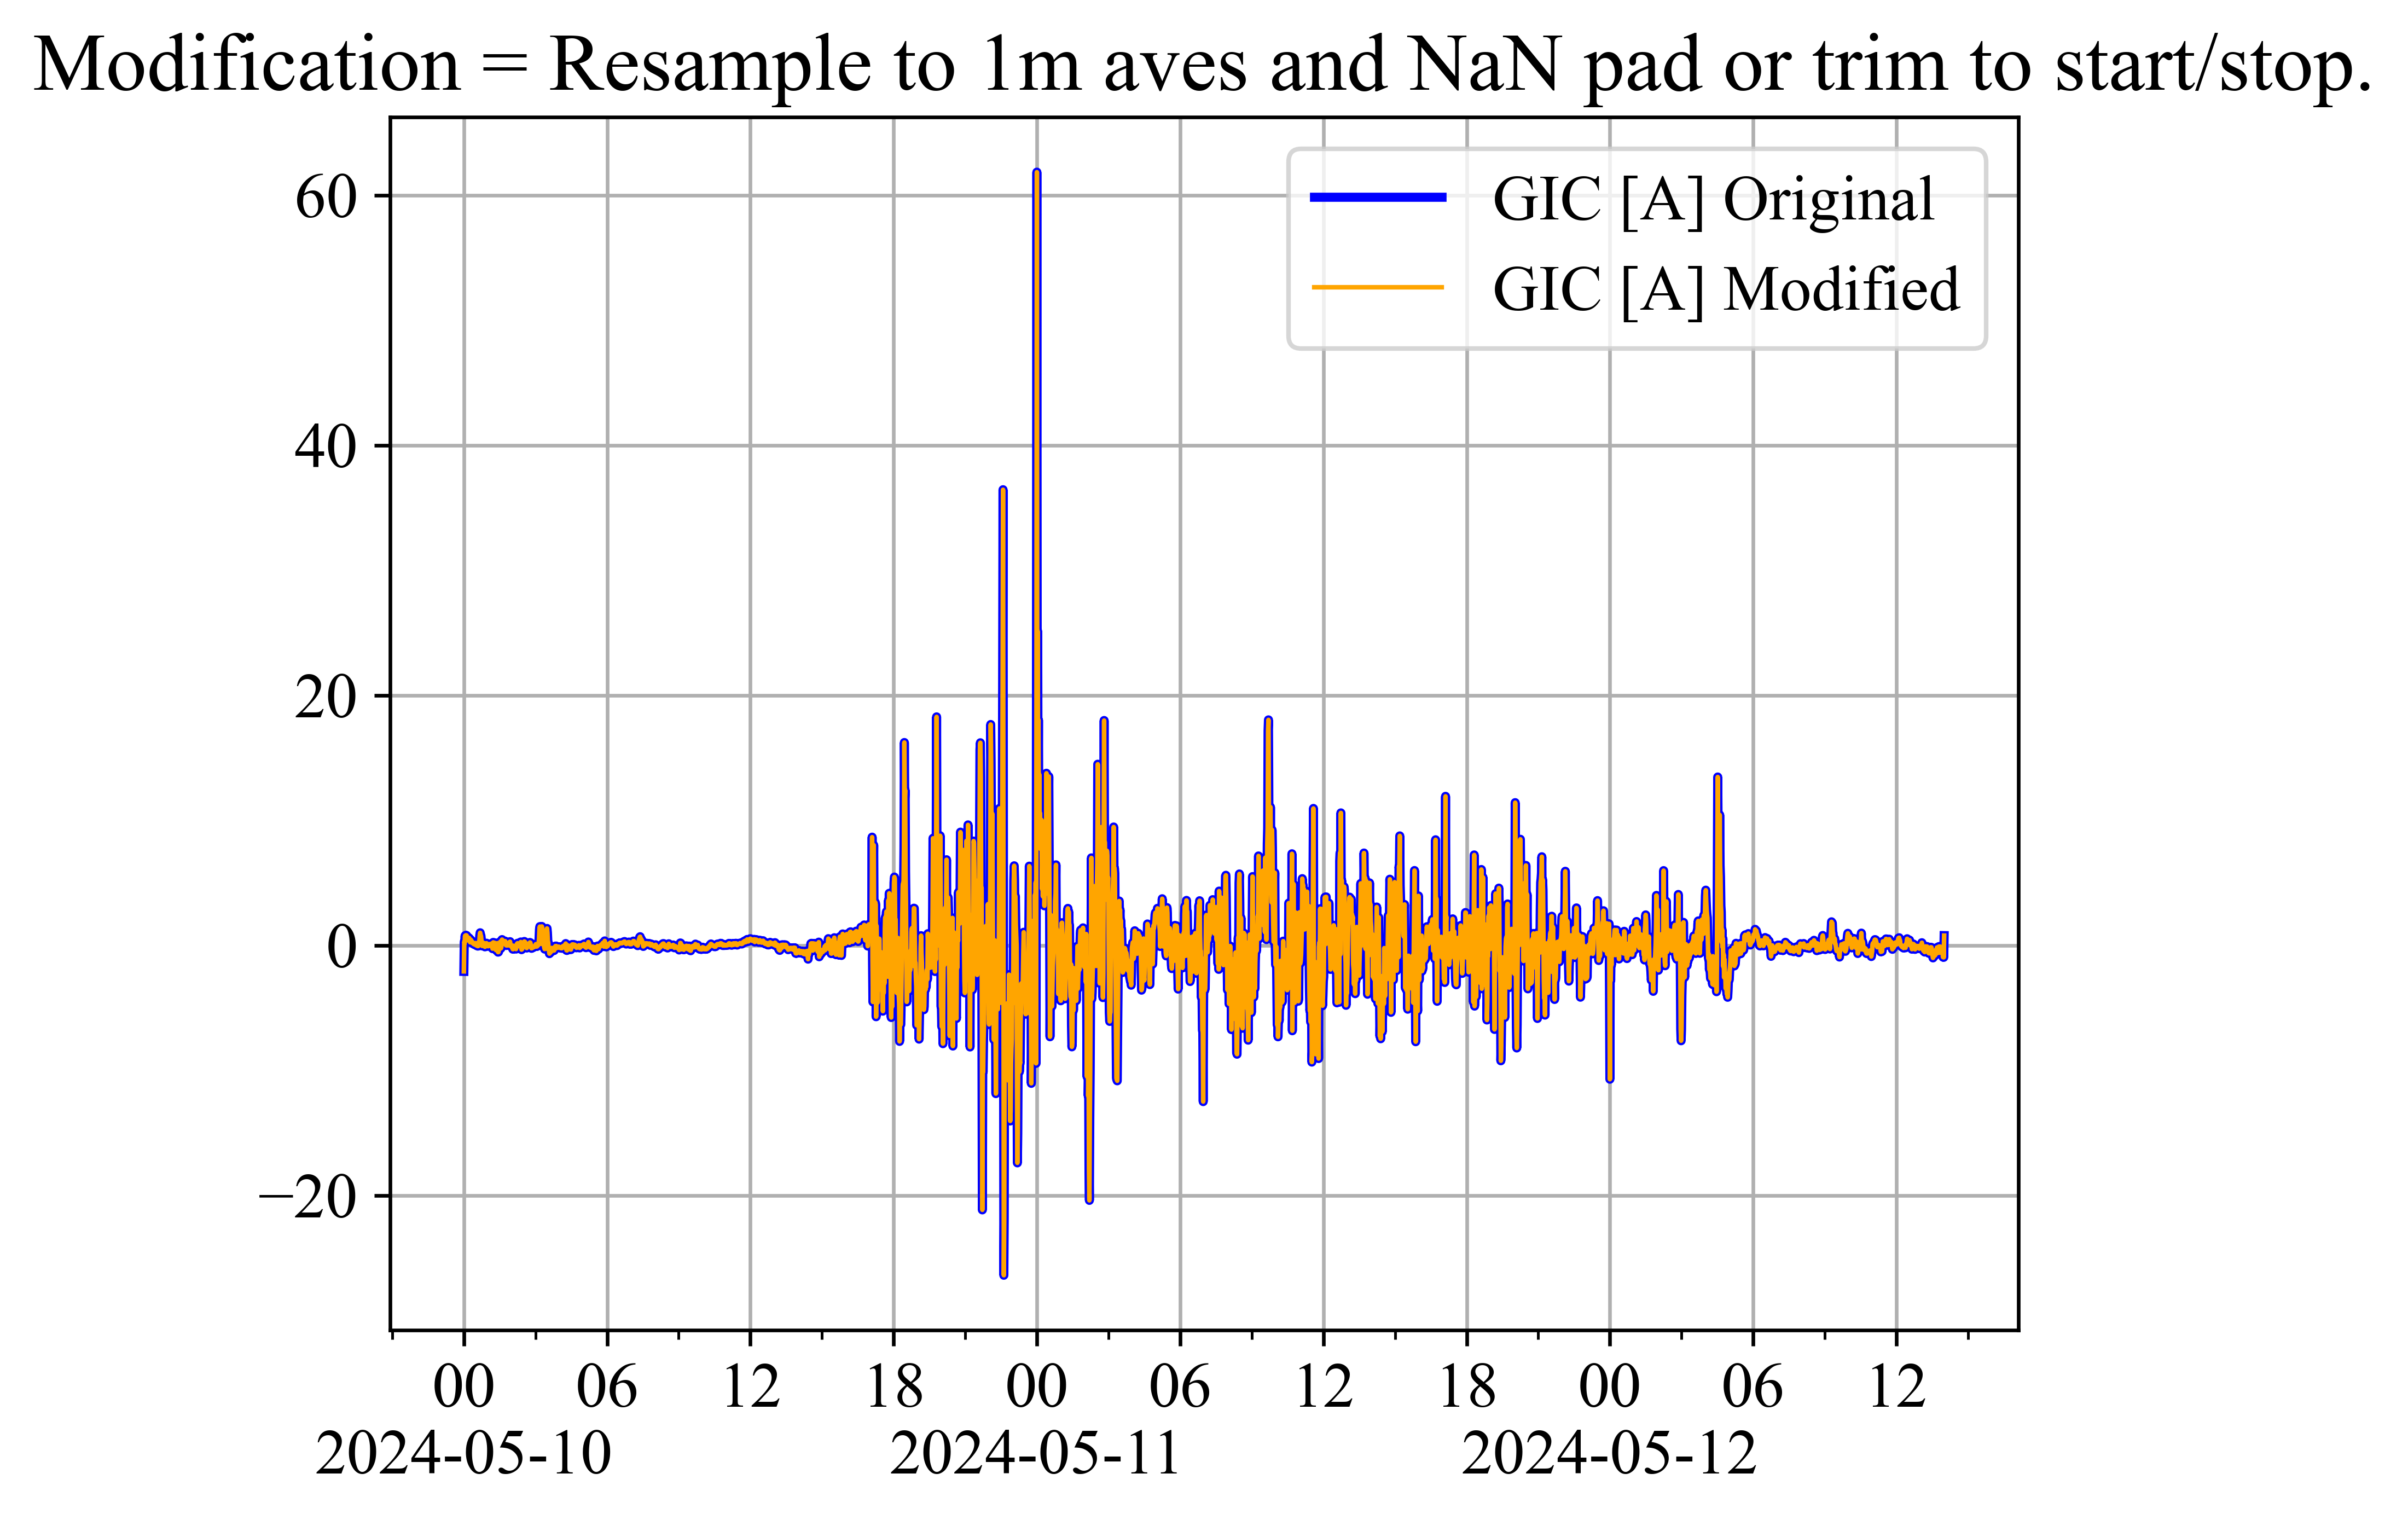 Modification = Resample to 1m aves and NaN pad or trim to start/stop.
GIC [A] Original
GIC [A] Modified
60
40
20
0
−20
00 06 12 18 00 06 12 18 00 06 12
2024-05-10 2024-05-11 2024-05-12